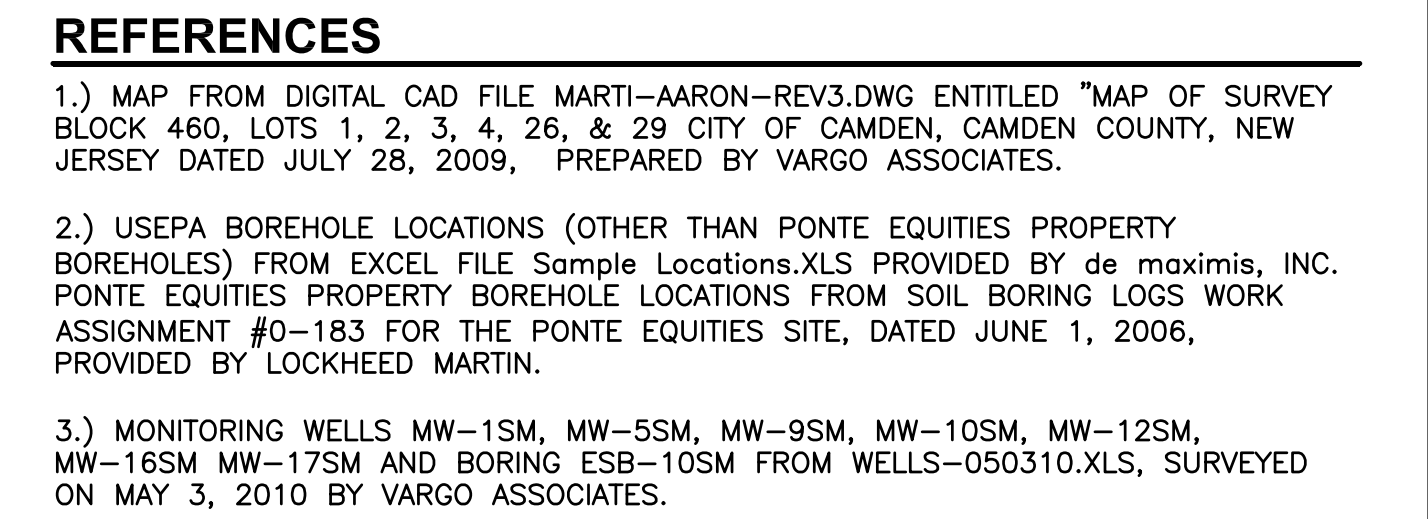 REFERENCES
1.) MAP FROM DIGITAL CAD FILE MARTI-AARON-REV3.DWG ENTITLED "MAP OF SURVEY
BLOCK 460, LOTS 1, 2, 3, 4, 26, & 29 CITY OF CAMDEN, CAMDEN COUNTY, NEW
JERSEY DATED JULY 28, 2009, PREPARED BY VARGO ASSOCIATES.
2.) USEPA BOREHOLE LOCATIONS (OTHER THAN PONTE EQUITIES PROPERTY
BOREHOLES) FROM EXCEL FILE Sample Locations.XLS PROVIDED BY de maximis, INC.
PONTE EQUITIES PROPERTY BOREHOLE LOCATIONS FROM SOIL BORING LOGS WORK
ASSIGNMENT #0-183 FOR THE PONTE EQUITIES SITE, DATED JUNE 1, 2006,
PROVIDED BY LOCKHEED MARTIN.
3.) MONITORING WELLS MW-1SM, MW-5SM, MW-9SM, MW-10SM, MW-12SM,
MW-16SM MW-17SM AND BORING ESB-10SM FROM WELLS-050310.XLS, SURVEYED
ON MAY 3, 2010 BY VARGO ASSOCIATES.